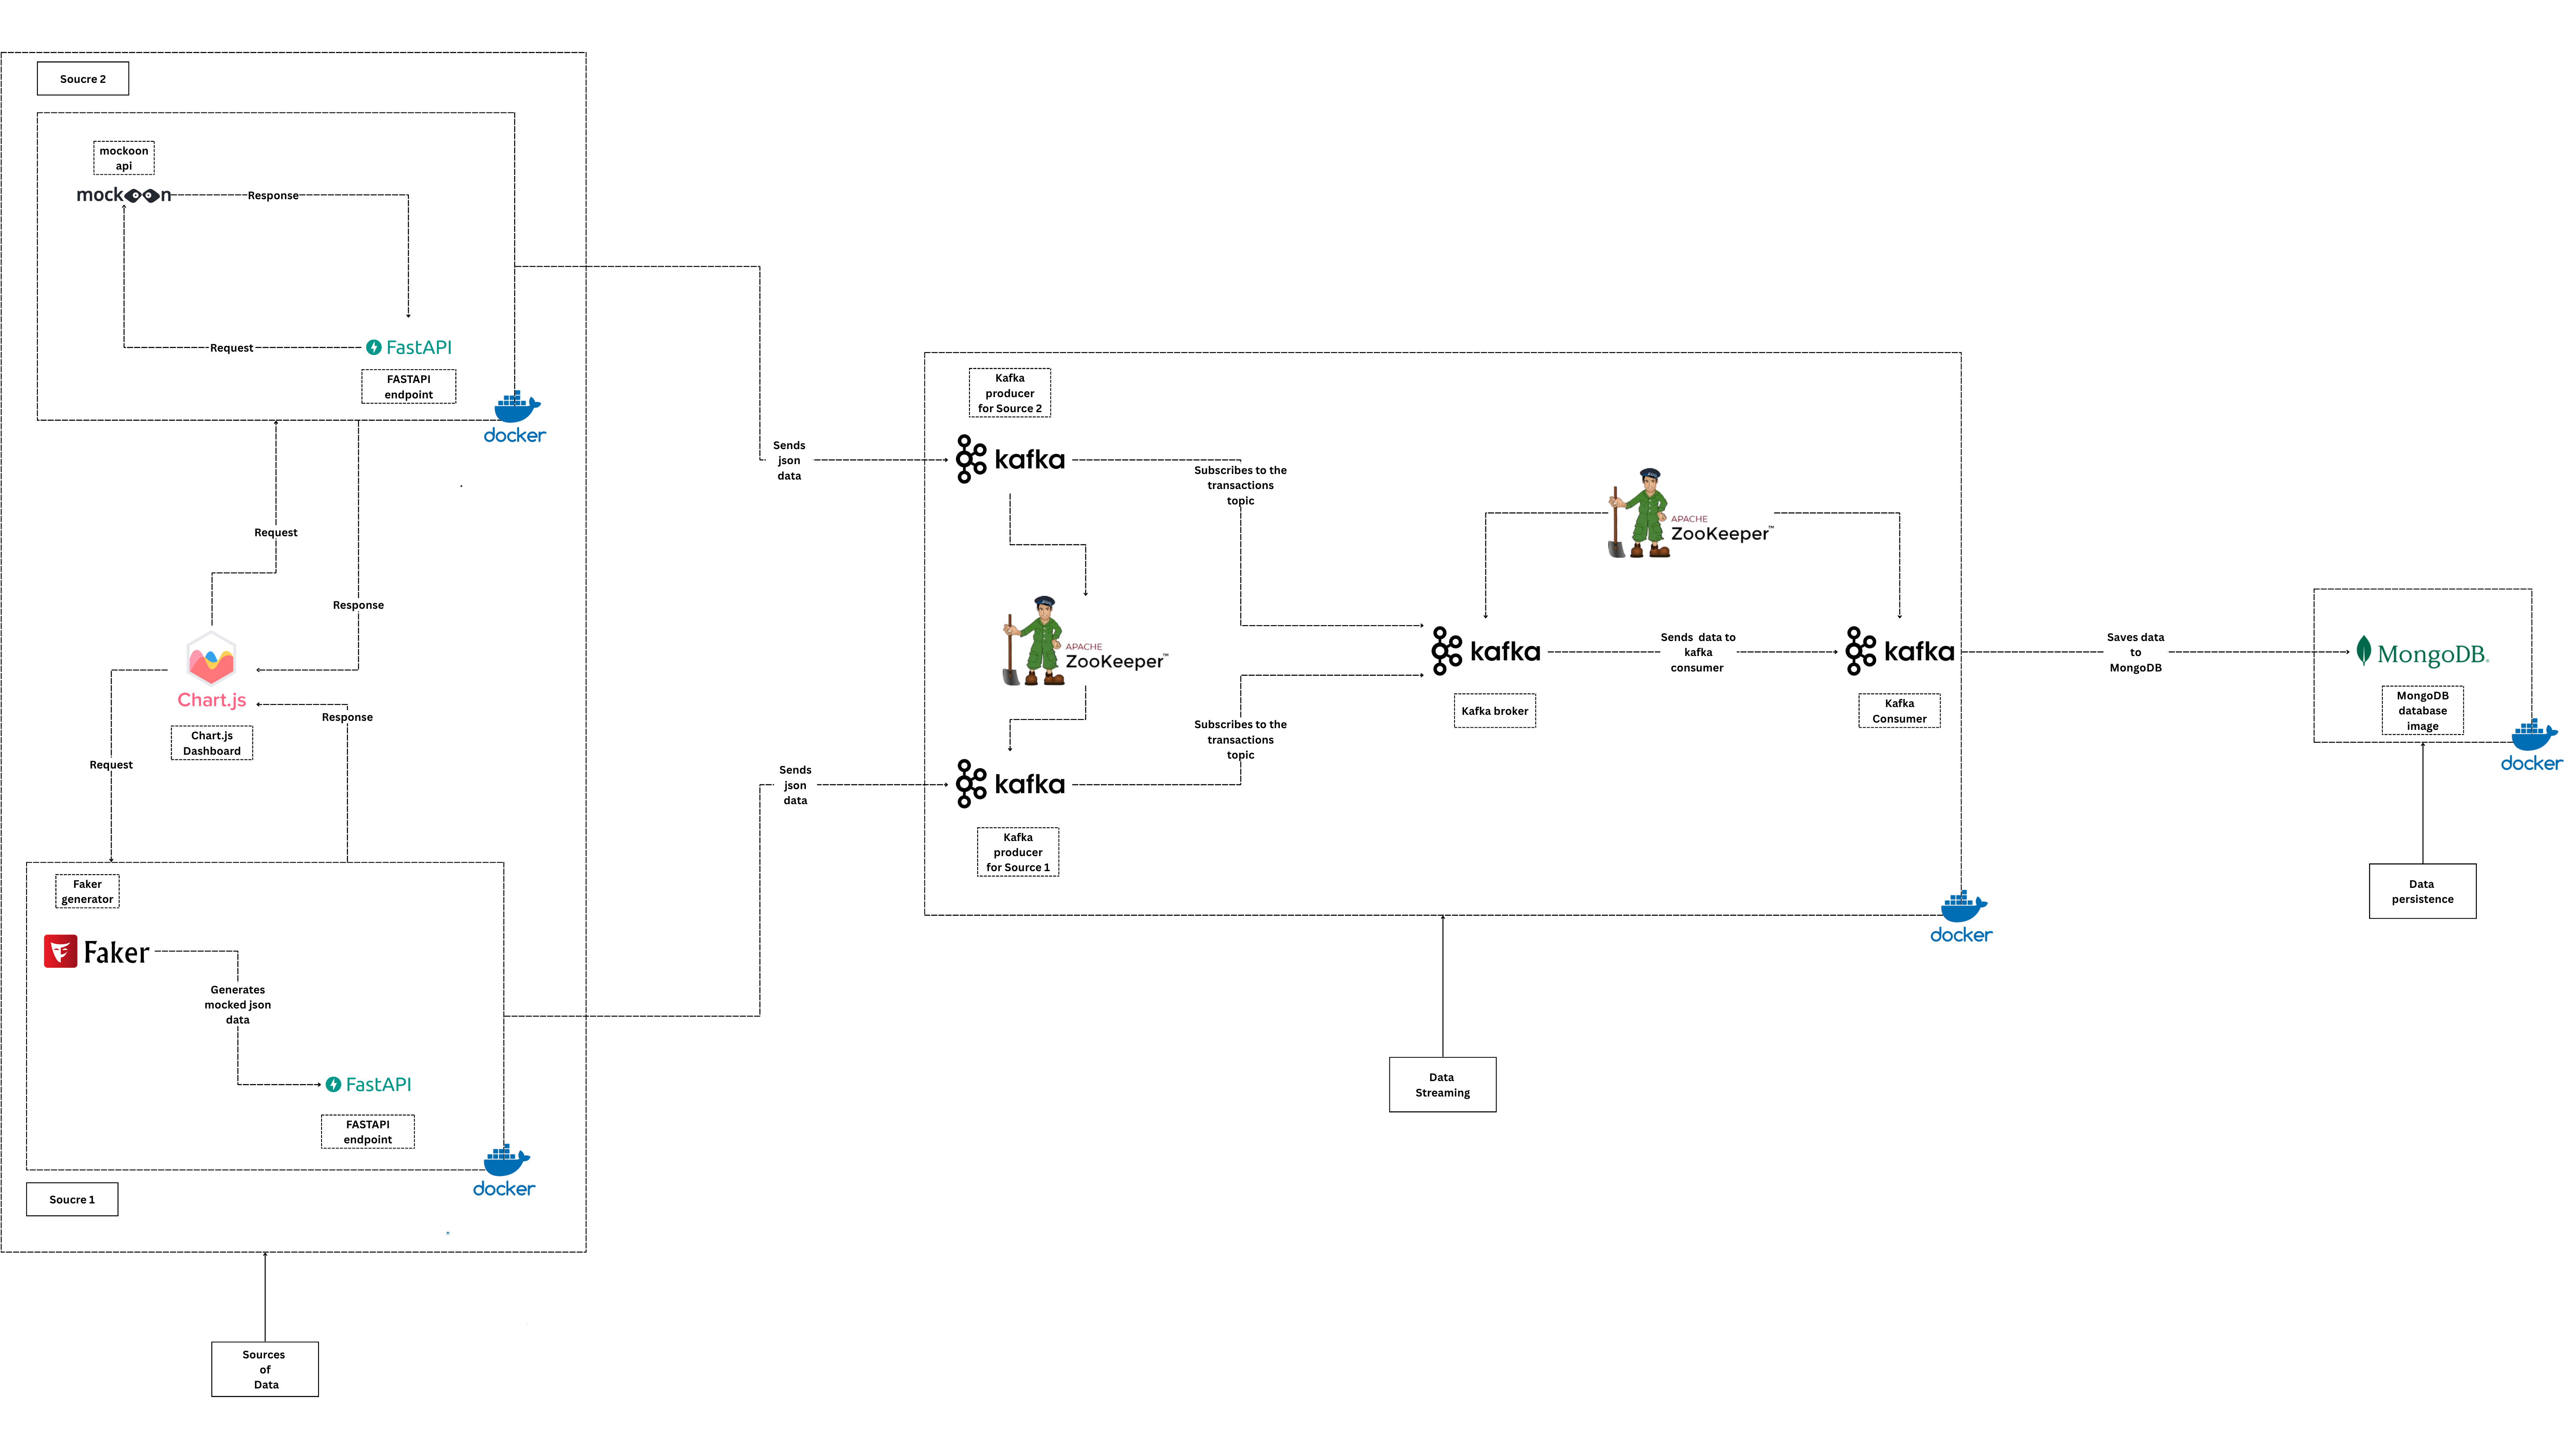 Soucre 2
mockoon
api
mockoon
Response
Request
FastAPI
FASTAPI
endpoint
docker
Request
Response
Chart.js
Chart.js
Dashboard
Response
Request
Faker
generator
Faker
Generates
mocked json
data
FastAPI
FASTAPI
endpoint
docker
Soucre 1
Sources
of
Data
Sends
json
data
Sends
json
data
Kafka
producer
for Source 2
kafka
Subscribes to the
transactions
topic
APACHE
ZooKeeper™
Subscribes to the
transactions
topic
kafka
Kafka
producer
for Source 1
APACHE
ZooKeeper™
kafka
Kafka broker
Sends data to
kafka
consumer
kafka
Kafka
Consumer
docker
Data
Streaming
Saves data
to
MongoDB
MongoDB®
MongoDB
database
image
docker
Data
persistence